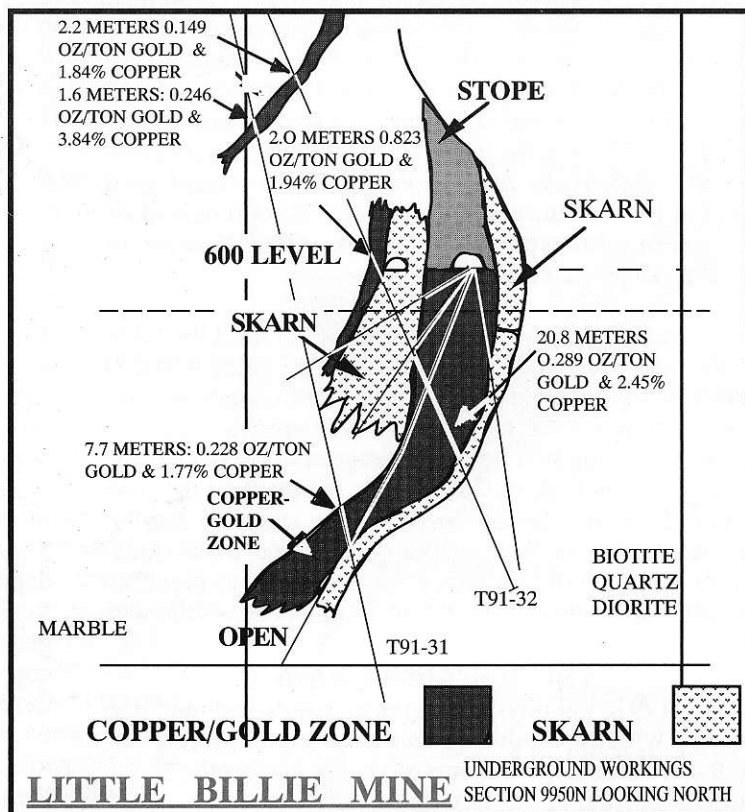 2.2 METERS 0.149
OZ/TON GOLD &
1.84% COPPER
1.6 METERS: 0.246
OZ/TON GOLD &
3.84% COPPER
STOPE
2.O METERS 0.823
OZ/TON GOLD &
1.94% COPPER
SKARN
600 LEVEL
SKARN
20.8 METERS
O.289 OZ/TON
GOLD & 2.45%
COPPER
7.7 METERS: 0.228 OZ/TON
GOLD & 1.77% COPPER
COPPER-
GOLD
ZONE
BIOTITE
QUARTZ
DIORITE
T91-32
MARBLE
OPEN
T91-31
COPPER/GOLD ZONE
SKARN
LITTLE BILLIE MINE
UNDERGROUND WORKINGS
SECTION 9950N LOOKING NORTH